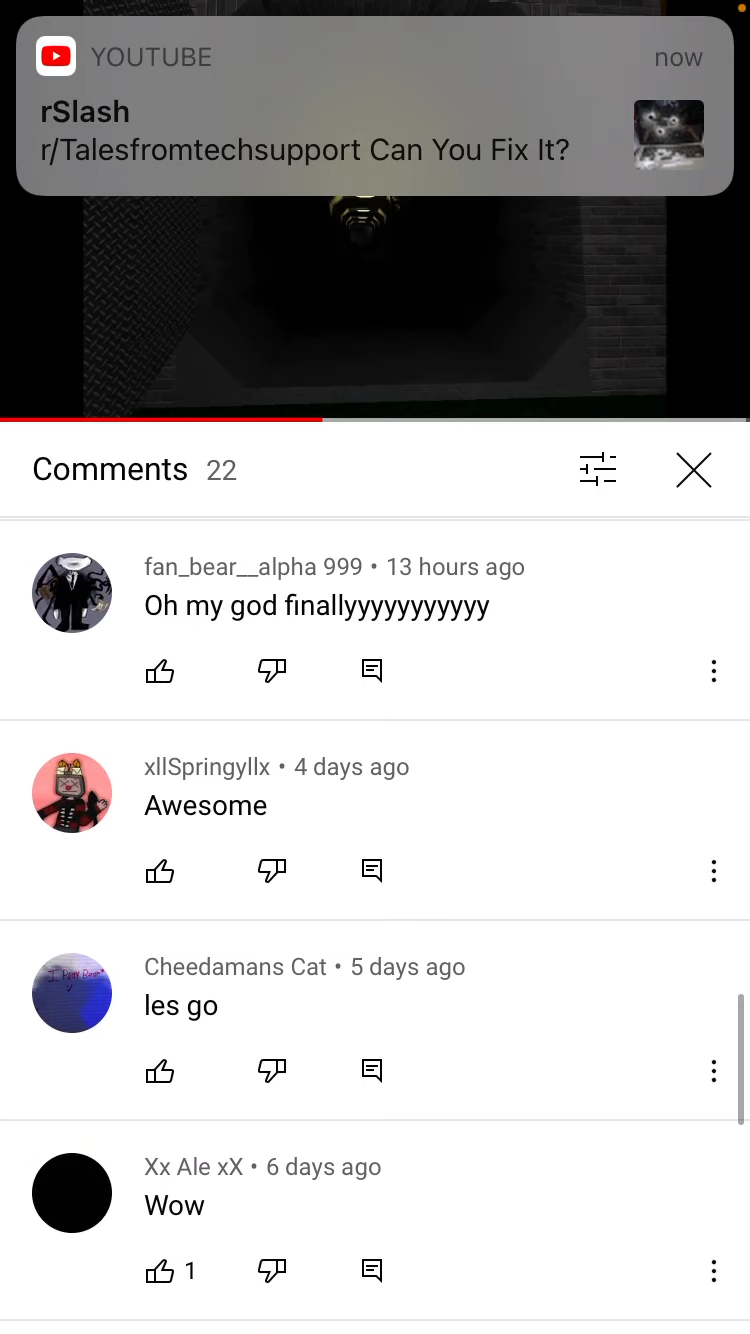 YOUTUBE
now
rSlash
r/Talesfromtechsupport Can You Fix It?
Comments 22
fan_bear__alpha 999 • 13 hours ago
Oh my god finallyyyyyyyyyyy
xllSpringyllx • 4 days ago
Awesome
Cheedamans Cat • 5 days ago
les go
Xx Ale xX • 6 days ago
Wow
1